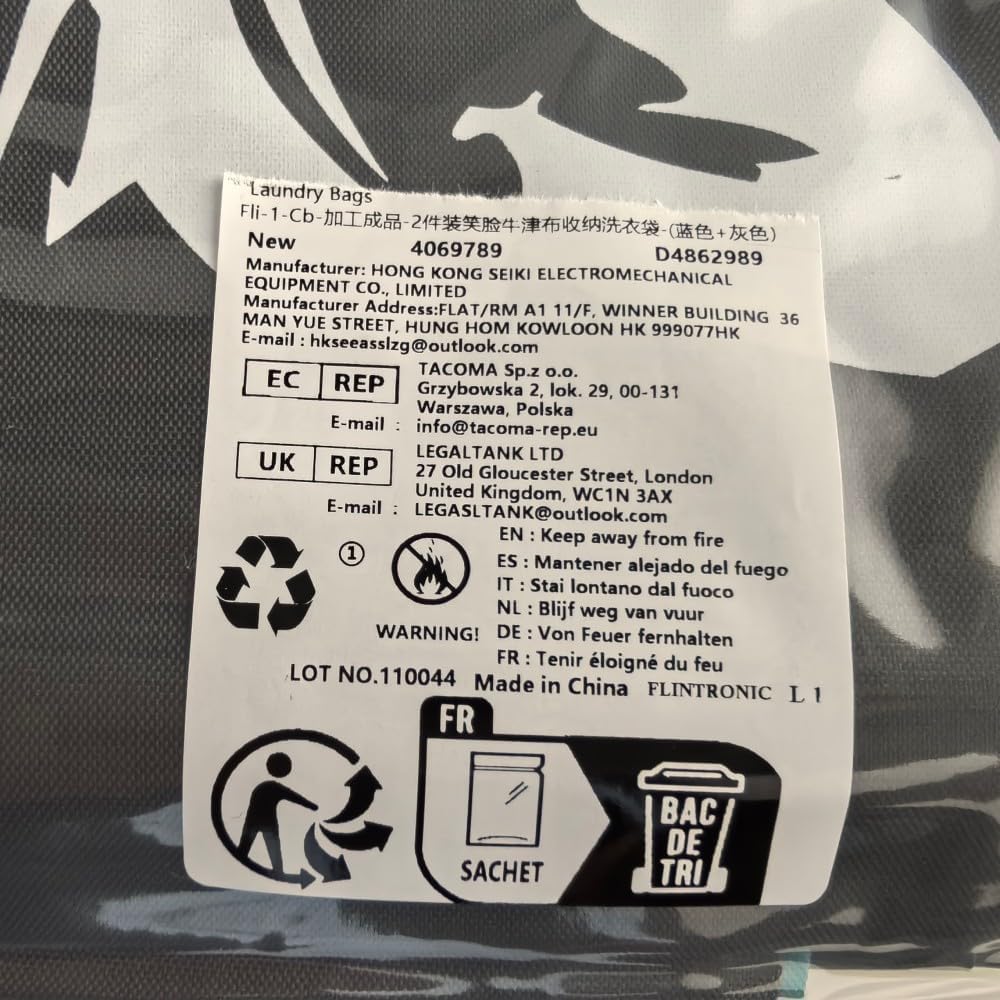 Laundry Bags
Fli-1-Cb-加工成品-2件装笑脸牛津布收纳洗衣袋-(蓝色+灰色)
New 4069789 D4862989
Manufacturer: HONG KONG SEIKI ELECTROMECHANICAL
EQUIPMENT CO., LIMITED
Manufacturer Address:FLAT/RM A1 11/F, WINNER BUILDING 36
MAN YUE STREET, HUNG HOM KOWLOON HK 999077HK
E-mail : hkseeasslzg@outlook.com
EC REP TACOMA Sp.z o.o.
Grzybowska 2, lok. 29, 00-131
Warszawa, Polska
E-mail : info@tacoma-rep.eu
UK REP LEGALTANK LTD
27 Old Gloucester Street, London
United Kingdom, WC1N 3AX
E-mail : LEGASLTANK@outlook.com
① EN : Keep away from fire
ES : Mantener alejado del fuego
IT : Stai lontano dal fuoco
NL : Blijf weg van vuur
WARNING! DE : Von Feuer fernhalten
FR : Tenir éloigné du feu
LOT NO.110044 Made in China FLINTRONIC L 1
FR
SACHET
BAC
DE
TRI